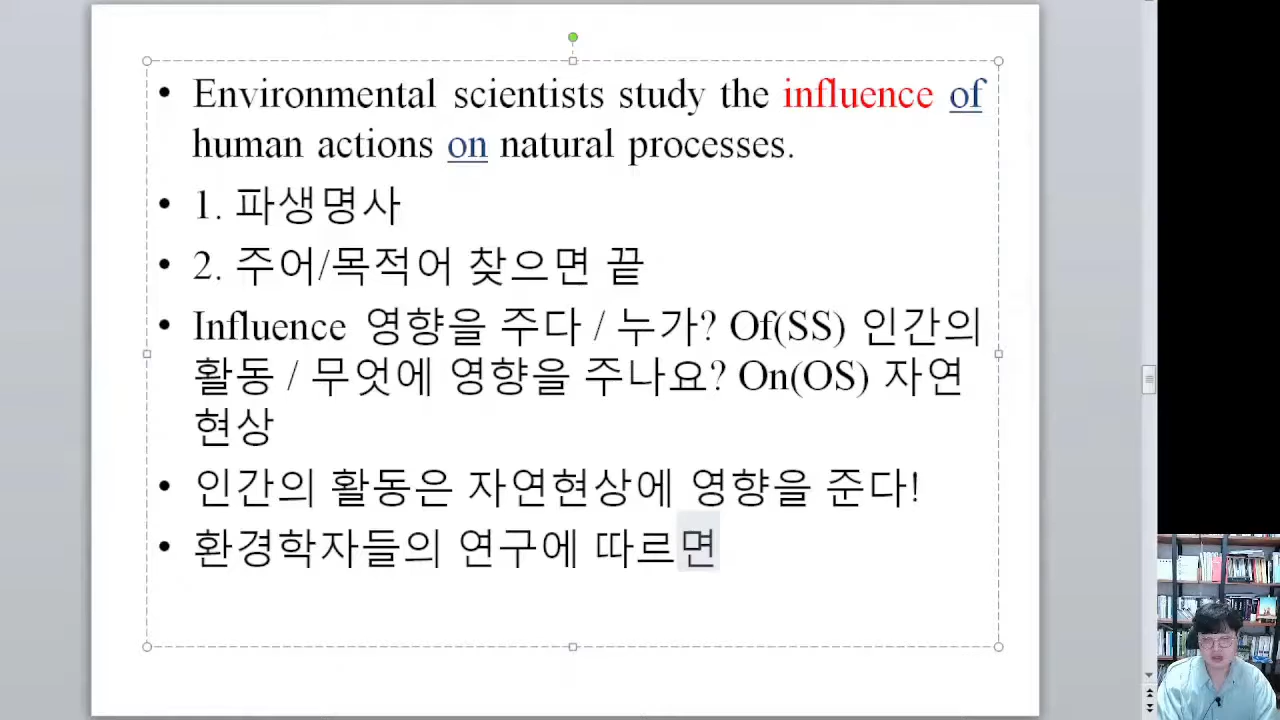 • Environmental scientists study the influence of
human actions on natural processes.
• 1. 파생명사
• 2. 주어/목적어 찾으면 끝
• Influence 영향을 주다 / 누가? Of(SS) 인간의
활동 / 무엇에 영향을 주나요? On(OS) 자연
현상
• 인간의 활동은 자연현상에 영향을 준다!
• 환경학자들의 연구에 따르면